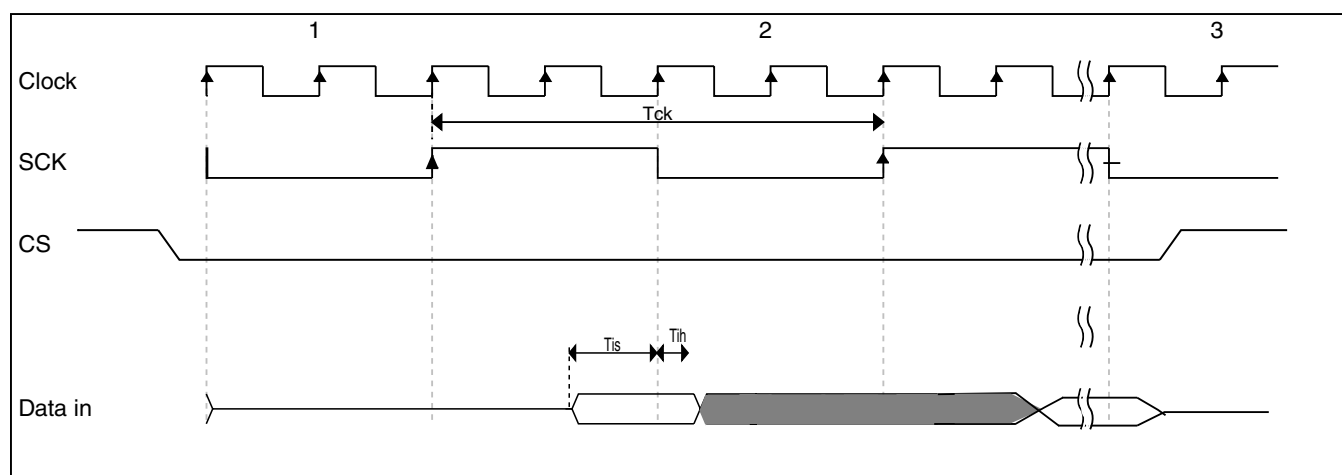 1 2 3
Clock
Tck
SCK
CS
Tis Tih
Data in